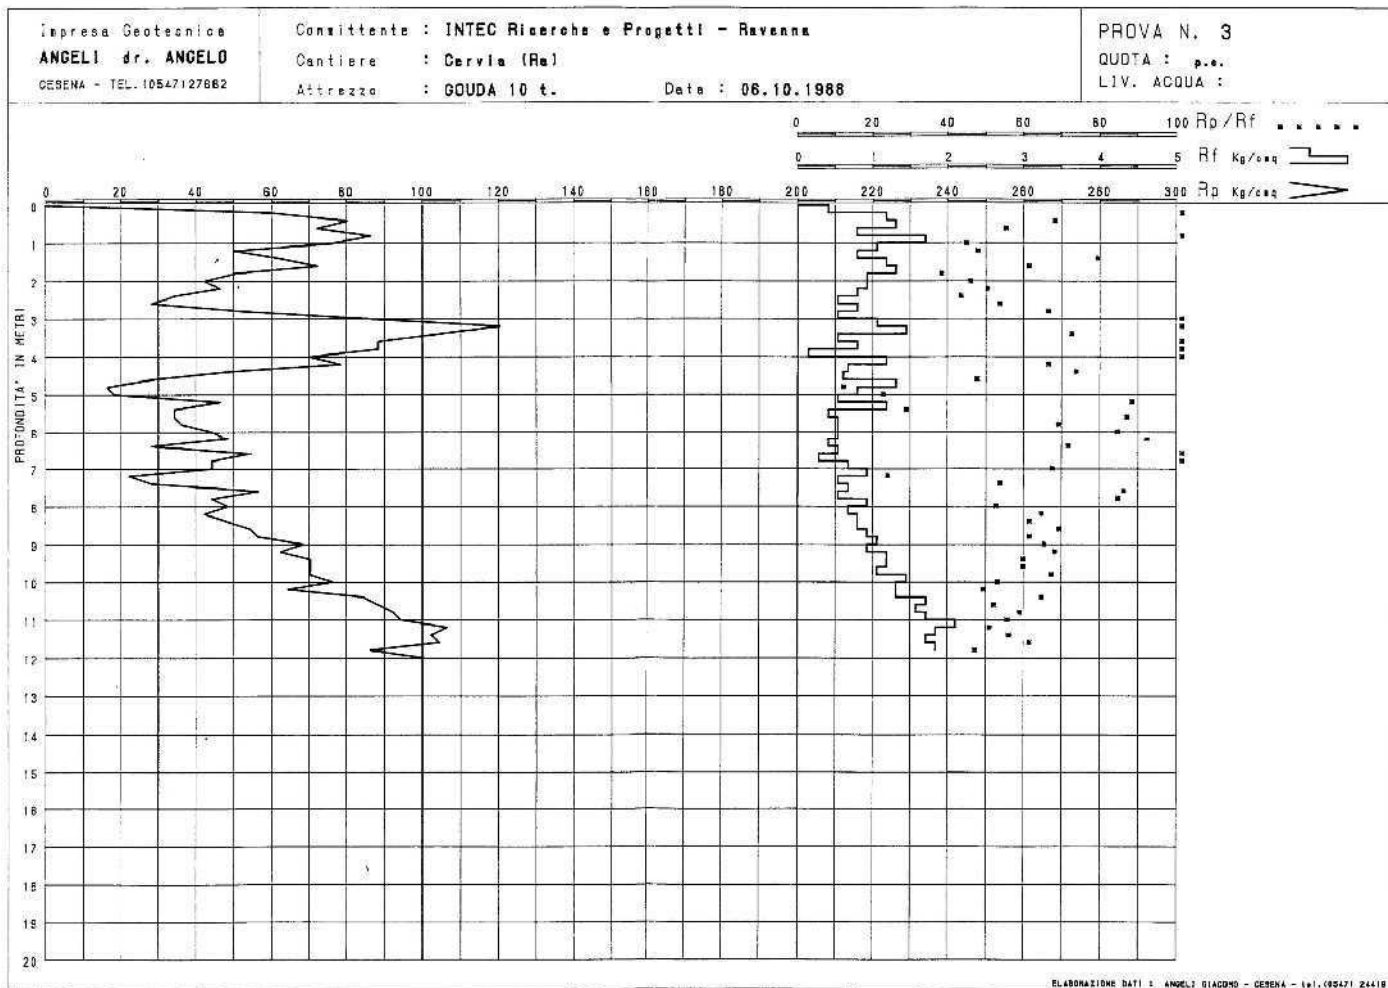 Impresa Geotecnica
ANGELI dr. ANGELO
CESENA - TEL. (0547)27682
Committente : INTEC Ricerche e Progetti - Ravenna
Cantiere : Cervia (Ra)
Attrezzo : GOUDA 10 t. Data : 06.10.1988
PROVA N. 3
QUOTA : p.c.
LIV. ACQUA :
0 20 40 60 80 100 Rp/Rf
0 1 2 3 4 5 Rf Kg/cmq
0 20 40 60 80 100 120 140 160 180 200 220 240 260 280 300 Rp Kg/cmq
PROFONDITA' IN METRI
0
1
2
3
4
5
6
7
8
9
10
11
12
13
14
15
16
17
18
19
20
ELABORAZIONE DATI : ANGELI GIACOMO - CESENA - tel.(0547) 24418